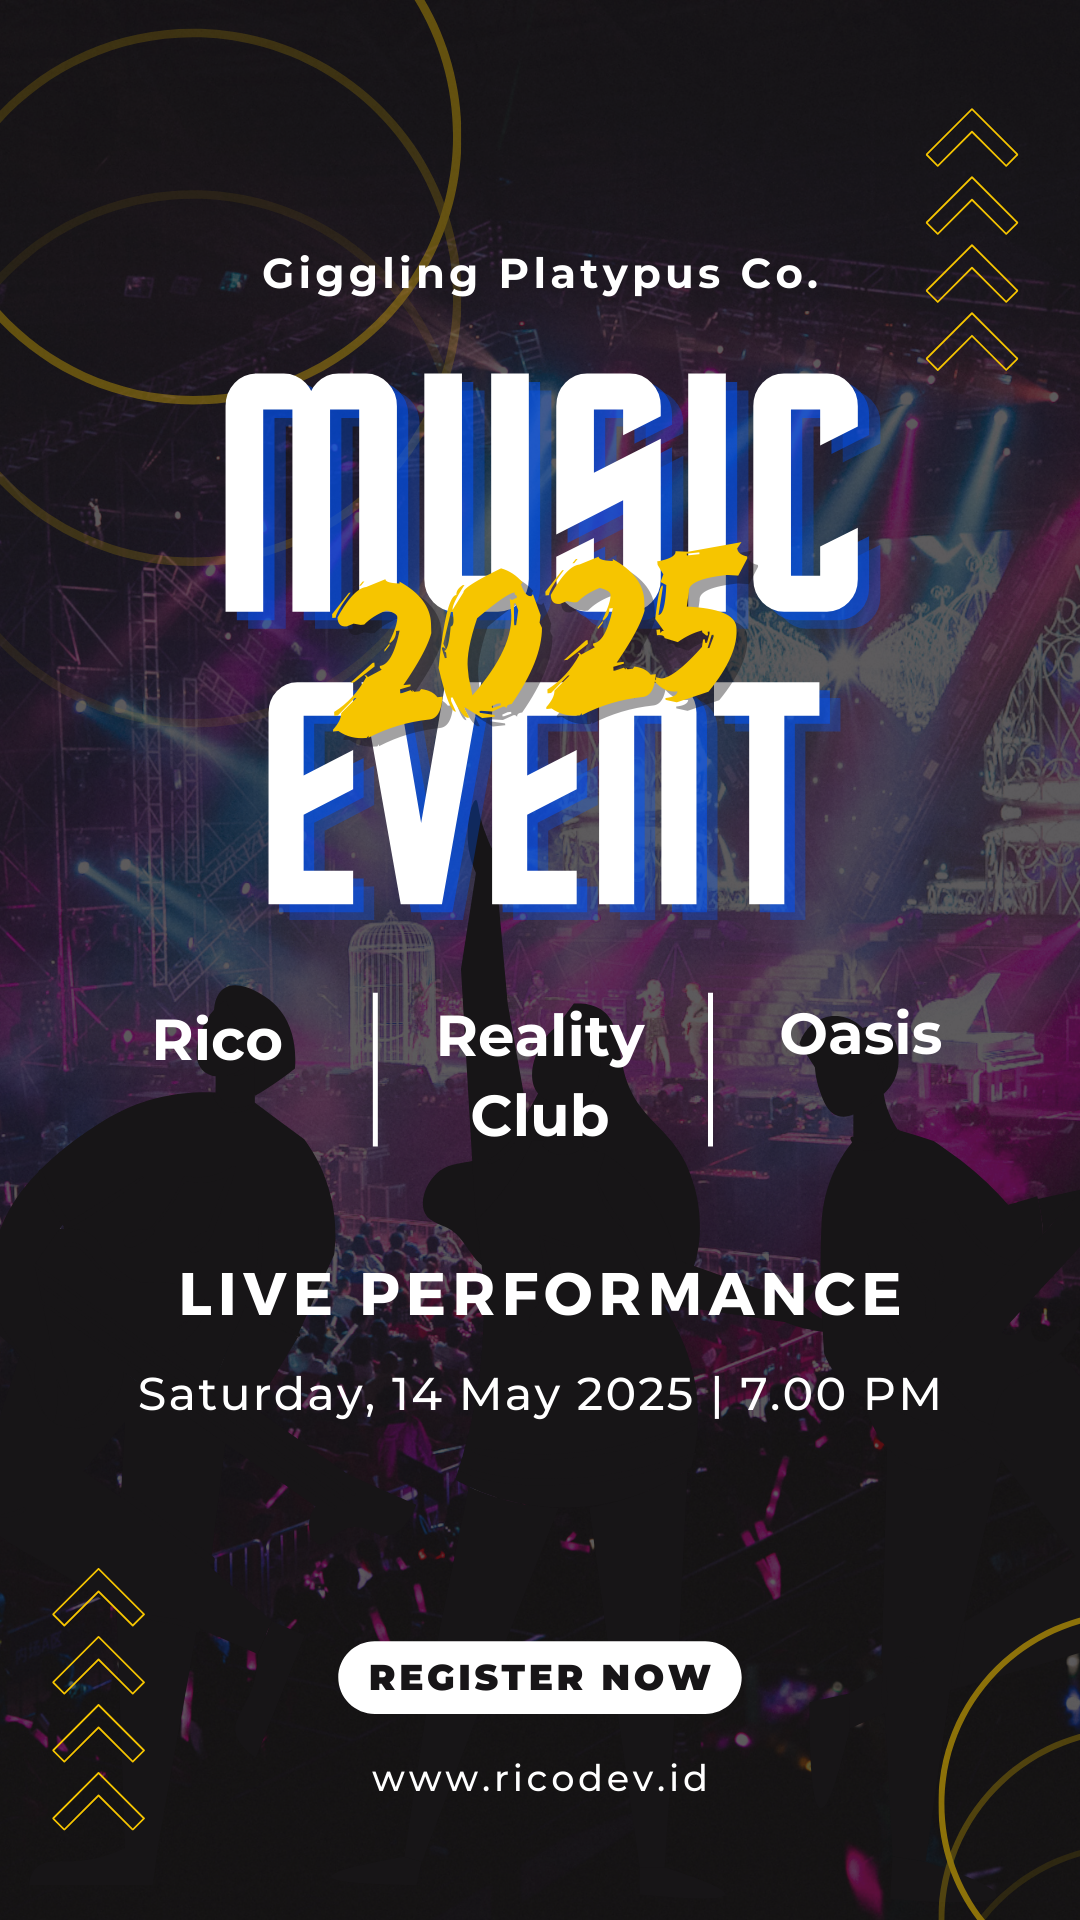 Giggling Platypus Co.
MUSIC
2025
EVENT
Rico
Reality
Club
Oasis
LIVE PERFORMANCE
Saturday, 14 May 2025 | 7.00 PM
REGISTER NOW
www.ricodev.id